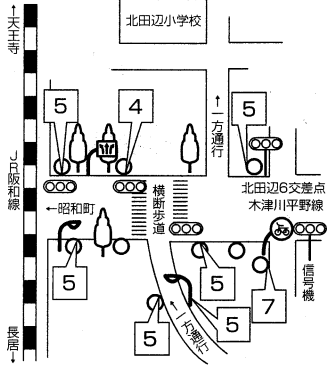 ↑天王寺
JR阪和線
長居↓
北田辺小学校
↑一方通行
5
4
5
北田辺6交差点
木津川平野線
←昭和町
横断歩道
信号機
5
5
7
5
5
↑一方通行